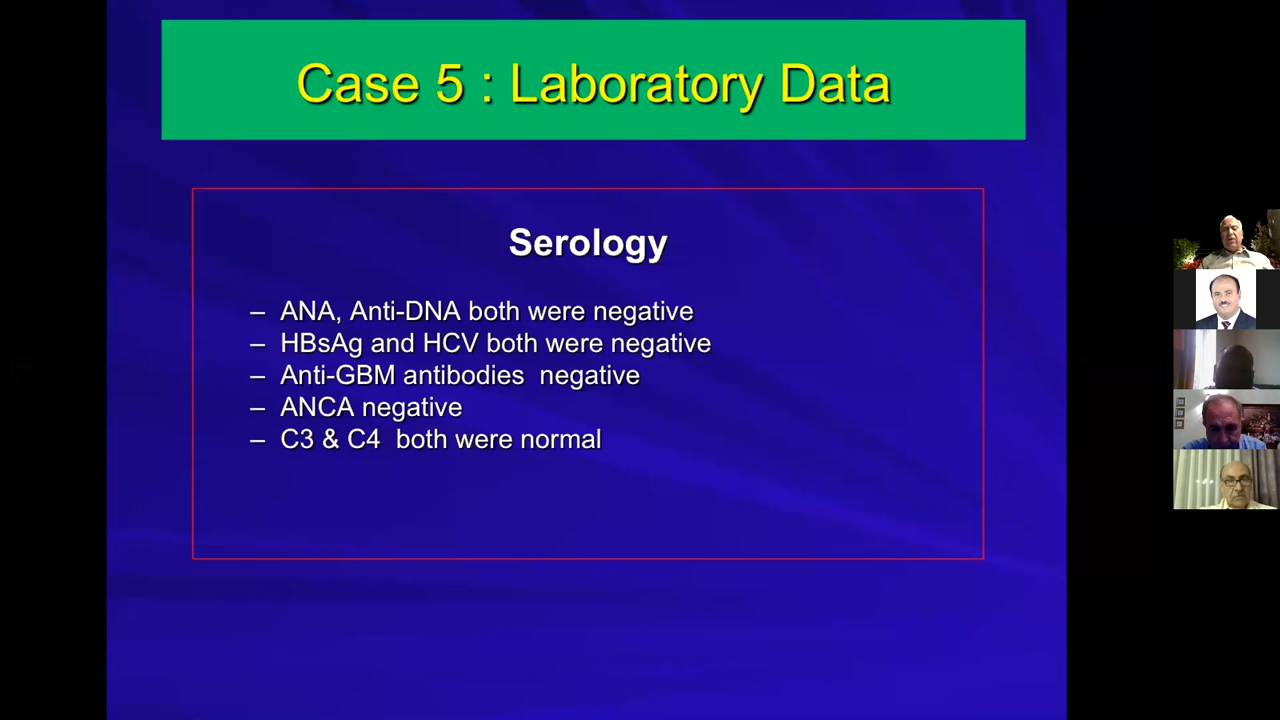 Case 5 : Laboratory Data
Serology
– ANA, Anti-DNA both were negative
– HBsAg and HCV both were negative
– Anti-GBM antibodies negative
– ANCA negative
– C3 & C4 both were normal